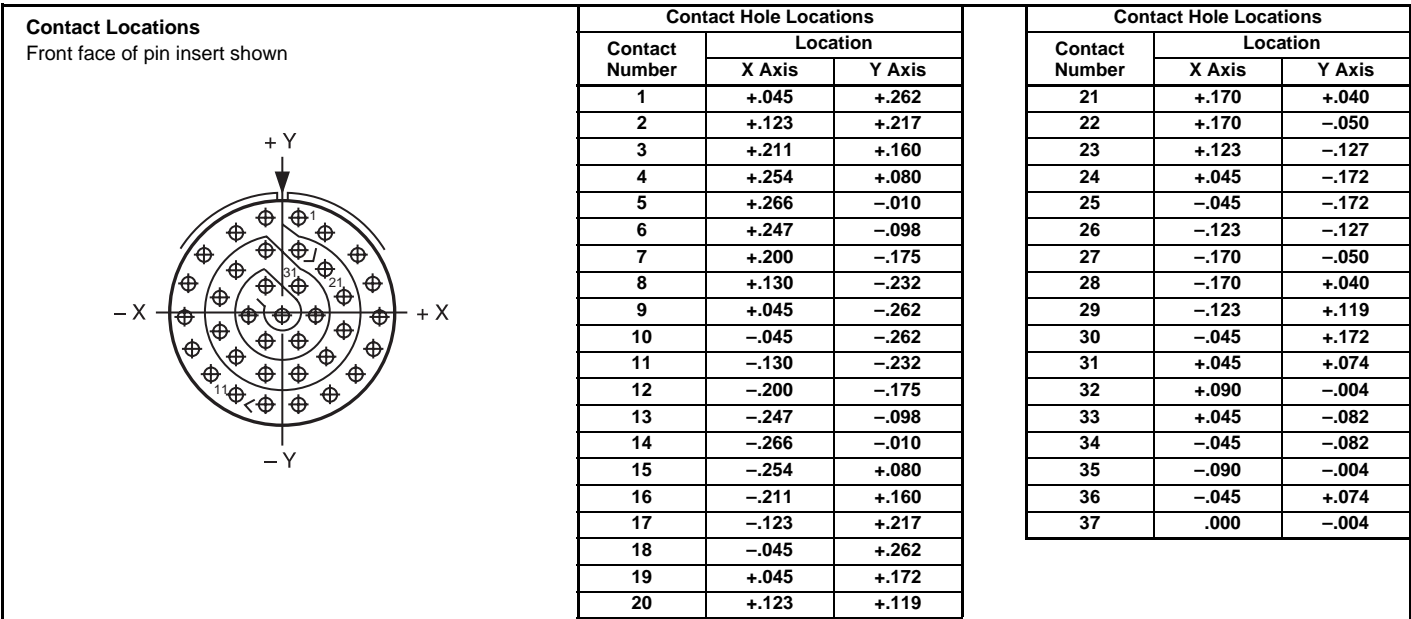 Contact Locations
Front face of pin insert shown
+ Y
1
31
21
– X
+ X
11
– Y
Contact Hole Locations
Contact Number Location
X Axis Y Axis
1 +.045 +.262
2 +.123 +.217
3 +.211 +.160
4 +.254 +.080
5 +.266 –.010
6 +.247 –.098
7 +.200 –.175
8 +.130 –.232
9 +.045 –.262
10 –.045 –.262
11 –.130 –.232
12 –.200 –.175
13 –.247 –.098
14 –.266 –.010
15 –.254 +.080
16 –.211 +.160
17 –.123 +.217
18 –.045 +.262
19 +.045 +.172
20 +.123 +.119
Contact Hole Locations
Contact Number Location
X Axis Y Axis
21 +.170 +.040
22 +.170 –.050
23 +.123 –.127
24 +.045 –.172
25 –.045 –.172
26 –.123 –.127
27 –.170 –.050
28 –.170 +.040
29 –.123 +.119
30 –.045 +.172
31 +.045 +.074
32 +.090 –.004
33 +.045 –.082
34 –.045 –.082
35 –.090 –.004
36 –.045 +.074
37 .000 –.004